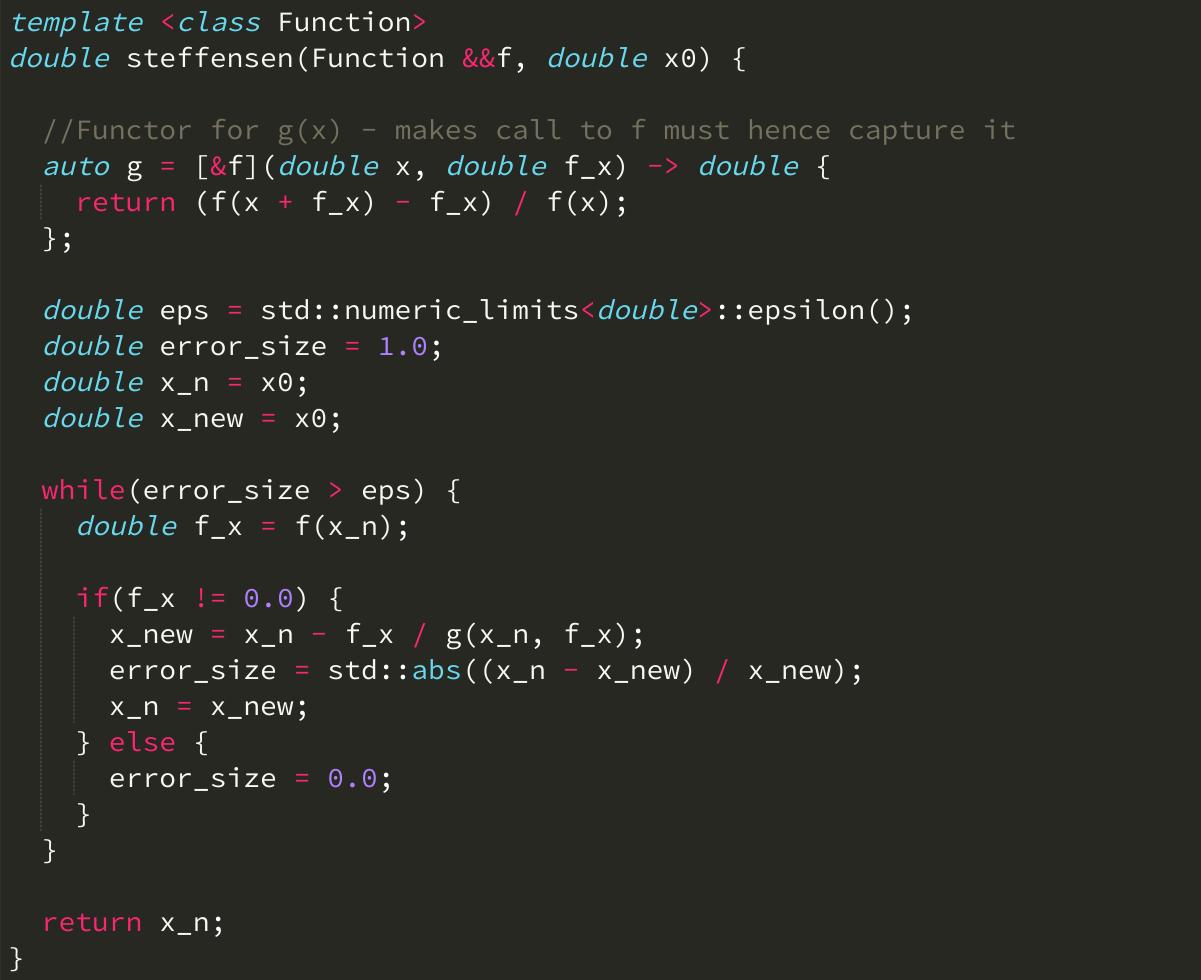 template <class Function>
double steffensen(Function &&f, double x0) {
//Functor for g(x) - makes call to f must hence capture it
auto g = [&f](double x, double f_x) -> double {
return (f(x + f_x) - f_x) / f(x);
};
double eps = std::numeric_limits<double>::epsilon();
double error_size = 1.0;
double x_n = x0;
double x_new = x0;
while(error_size > eps) {
double f_x = f(x_n);
if(f_x != 0.0) {
x_new = x_n - f_x / g(x_n, f_x);
error_size = std::abs((x_n - x_new) / x_new);
x_n = x_new;
} else {
error_size = 0.0;
}
}
return x_n;
}